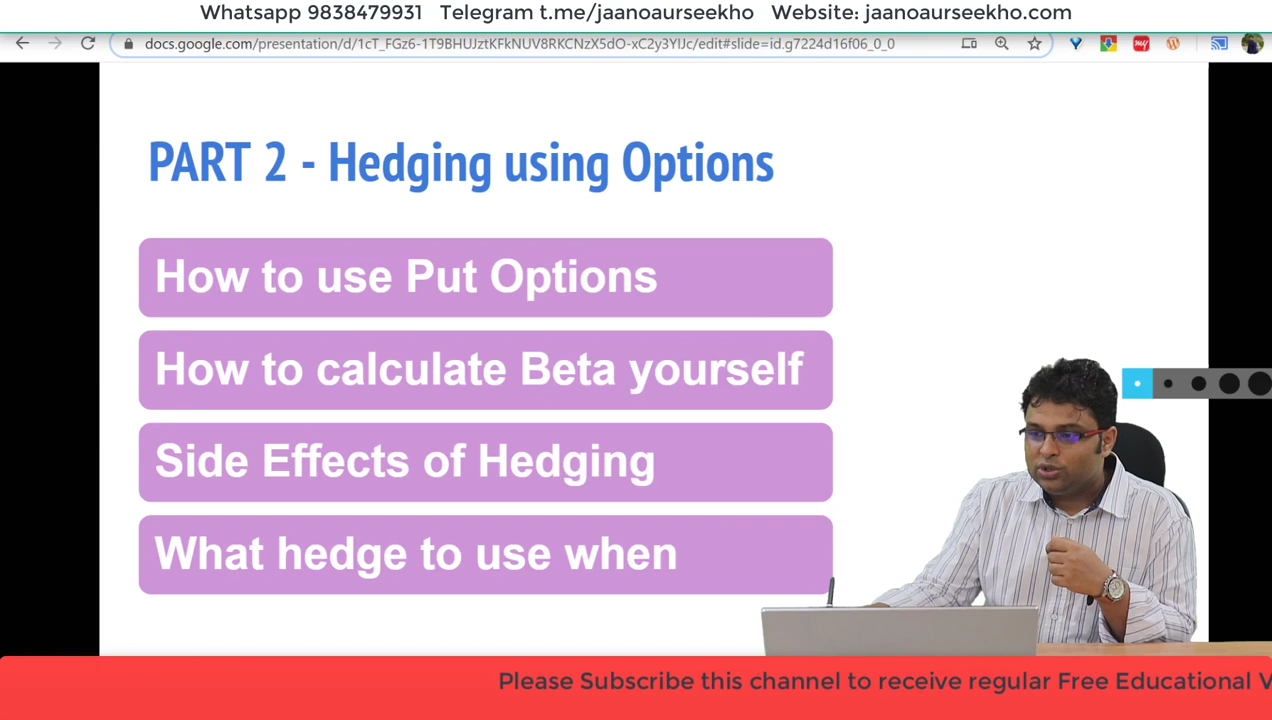 Whatsapp 9838479931 Telegram t.me/jaanoaurseekho Website: jaanoaurseekho.com
docs.google.com/presentation/d/1cT_FGz6-1T9BHUJztKFkNUV8RKCNzX5dO-xC2y3YIJc/edit#slide=id.g7224d16f06_0_0
my
PART 2 - Hedging using Options
How to use Put Options
How to calculate Beta yourself
Side Effects of Hedging
What hedge to use when
Please Subscribe this channel to receive regular Free Educational V